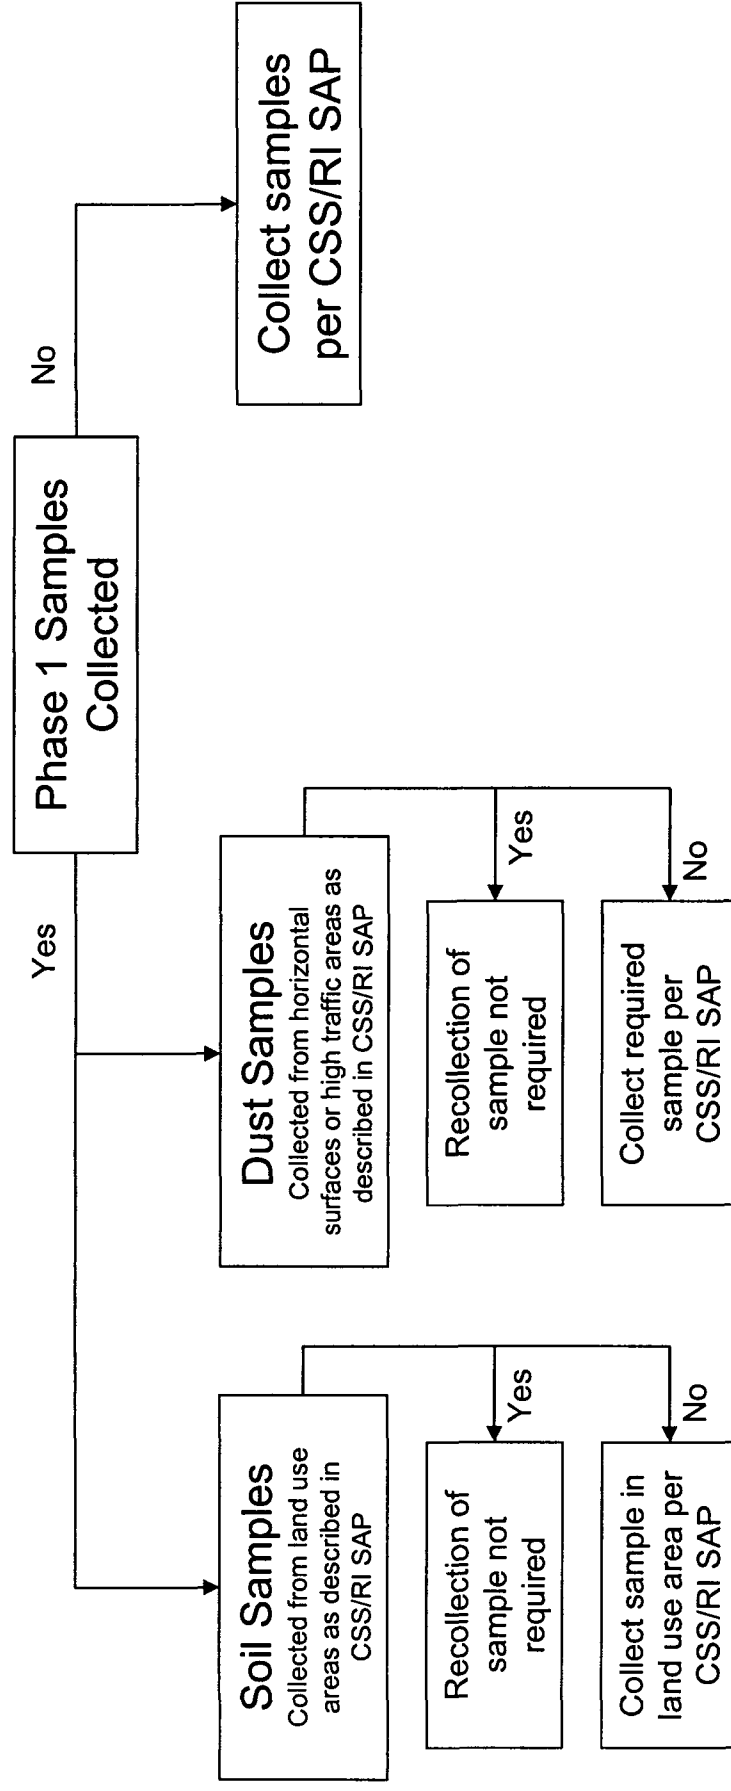 Phase 1 Samples
Collected
Yes
No
Soil Samples
Collected from land use
areas as described in
CSS/RI SAP
Yes
Recollection of
sample not
required
No
Collect sample in
land use area per
CSS/RI SAP
Dust Samples
Collected from horizontal
surfaces or high traffic areas as
described in CSS/RI SAP
Yes
Recollection of
sample not
required
No
Collect required
sample per
CSS/RI SAP
Collect samples
per CSS/RI SAP